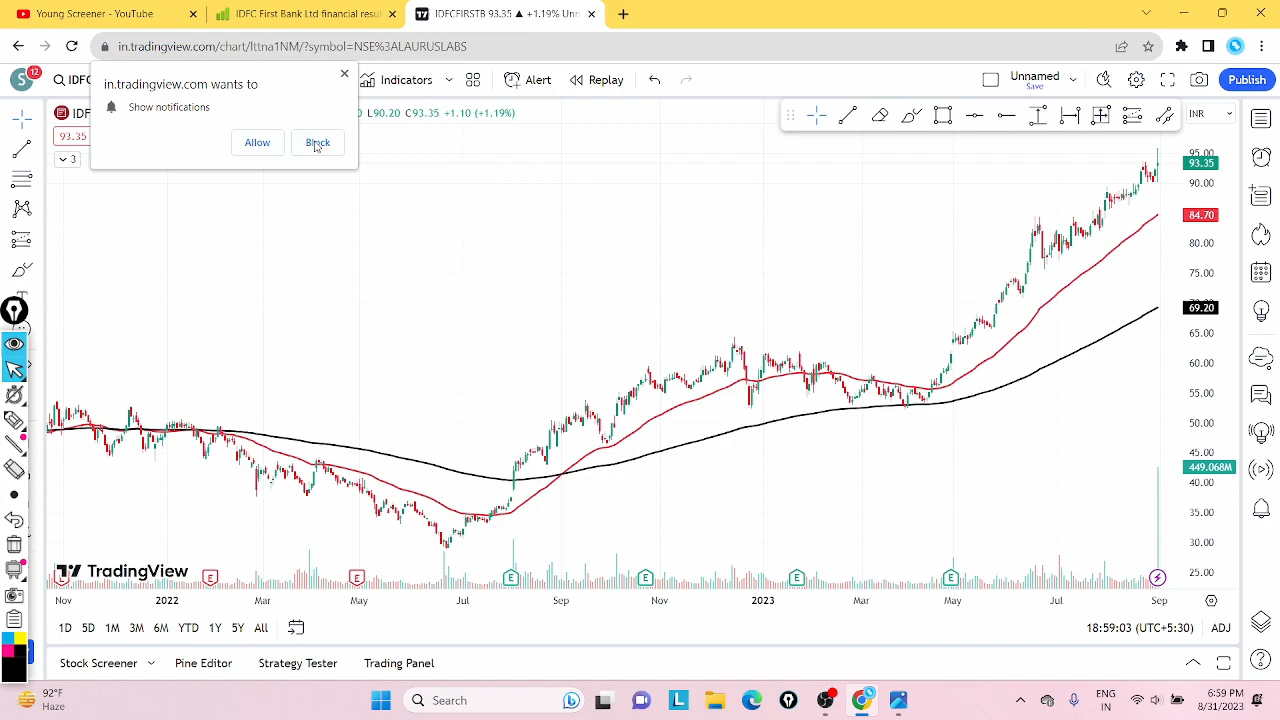 Young Screener - YouTube
IDFC First Bank Ltd financial resul
IDFCFIRSTB 93.35 ▲ +1.19% Unn
in.tradingview.com/chart/lttna1NM/?symbol=NSE%3ALAURUSLABS
S
12
IDFC
Indicators
Alert
Replay
Unnamed
Save
Publish
in.tradingview.com wants to
Show notifications
Allow
Block
IDF
L90.20 C93.35 +1.10 (+1.19%)
INR
93.35
3
95.00
93.35
90.00
84.70
80.00
75.00
69.20
65.00
60.00
55.00
50.00
45.00
449.068M
40.00
35.00
30.00
25.00
TradingView
E
E
E
E
E
E
Nov
2022
Mar
May
Jul
Sep
Nov
2023
Mar
May
Jul
Sep
1D
5D
1M
3M
6M
YTD
1Y
5Y
All
18:59:03 (UTC+5:30)
ADJ
Stock Screener
Pine Editor
Strategy Tester
Trading Panel
92°F
Haze
Search
ENG
IN
6:59 PM
8/31/2023